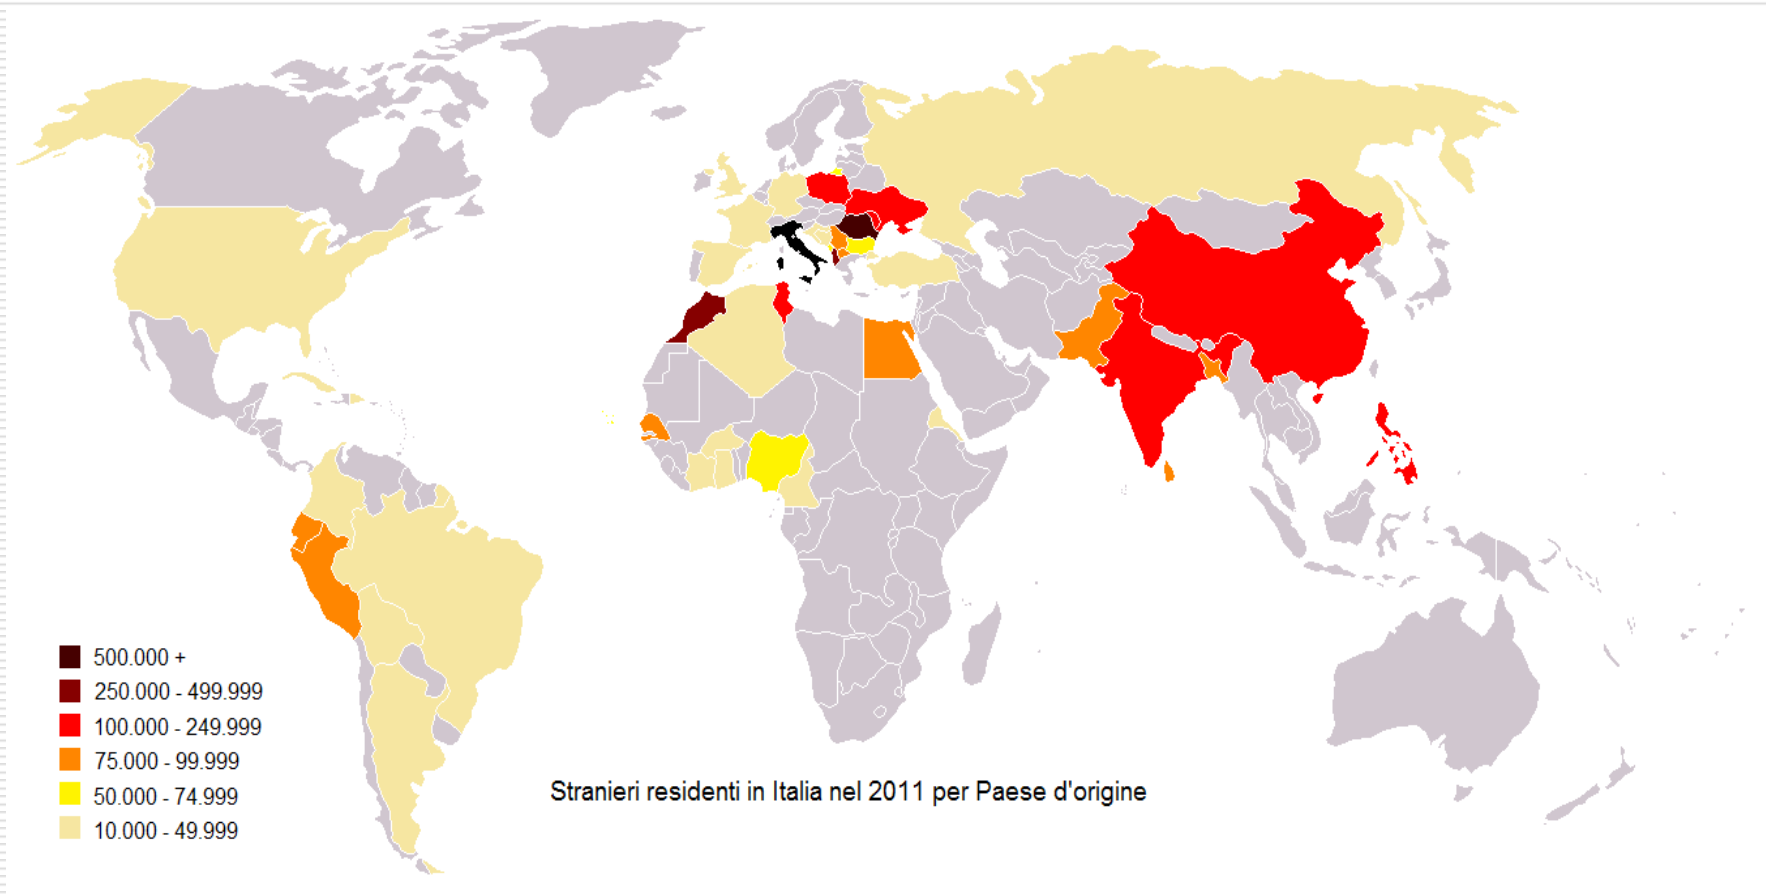 500.000 +
250.000 - 499.999
100.000 - 249.999
75.000 - 99.999
50.000 - 74.999
10.000 - 49.999
Stranieri residenti in Italia nel 2011 per Paese d'origine